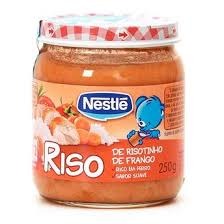 Nestlé
RISO
DE RISOTINHO
DE FRANGO
RICO EM FERRO
SABOR SUAVE
250g